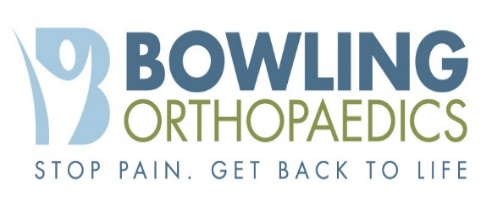 BOWLING
ORTHOPAEDICS
STOP PAIN. GET BACK TO LIFE